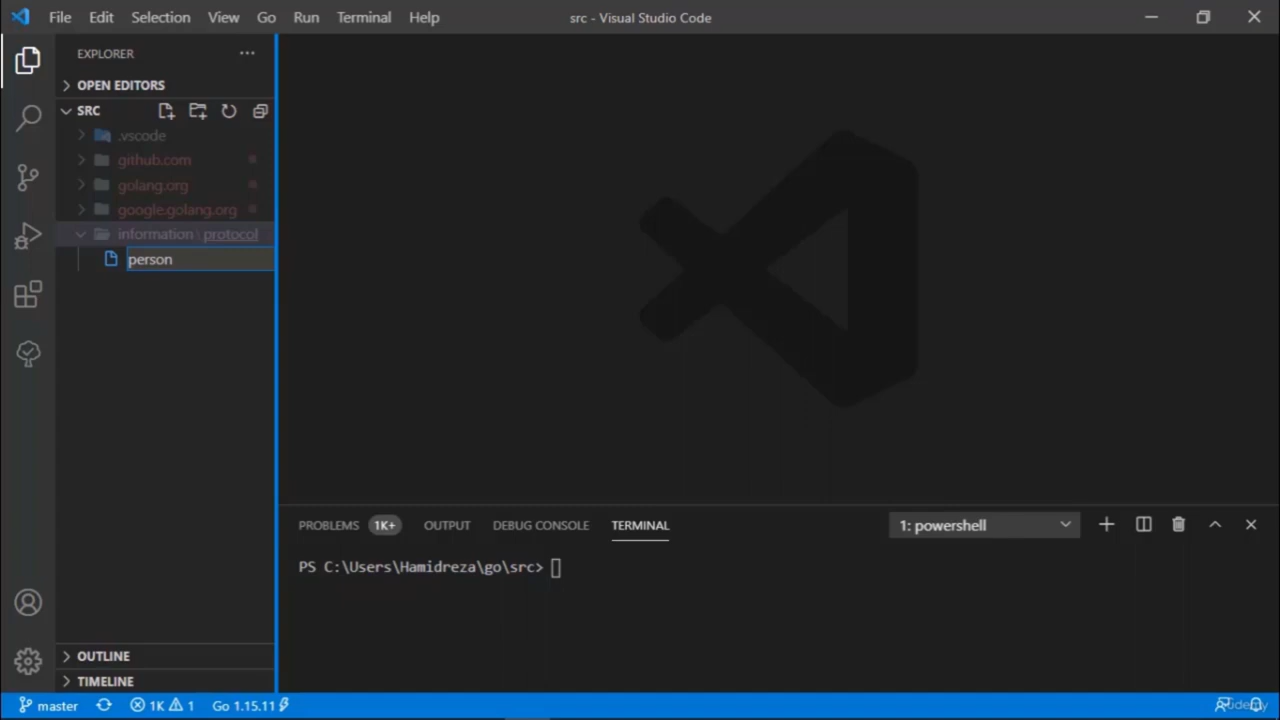 File Edit Selection View Go Run Terminal Help
src - Visual Studio Code
EXPLORER
OPEN EDITORS
SRC
.vscode
github.com
golang.org
google.golang.org
information \ protocol
person
PROBLEMS 1K+ OUTPUT DEBUG CONSOLE TERMINAL
1: powershell
PS C:\Users\Hamidreza\go\src>
OUTLINE
TIMELINE
master 1K 1 Go 1.15.11
Udemy